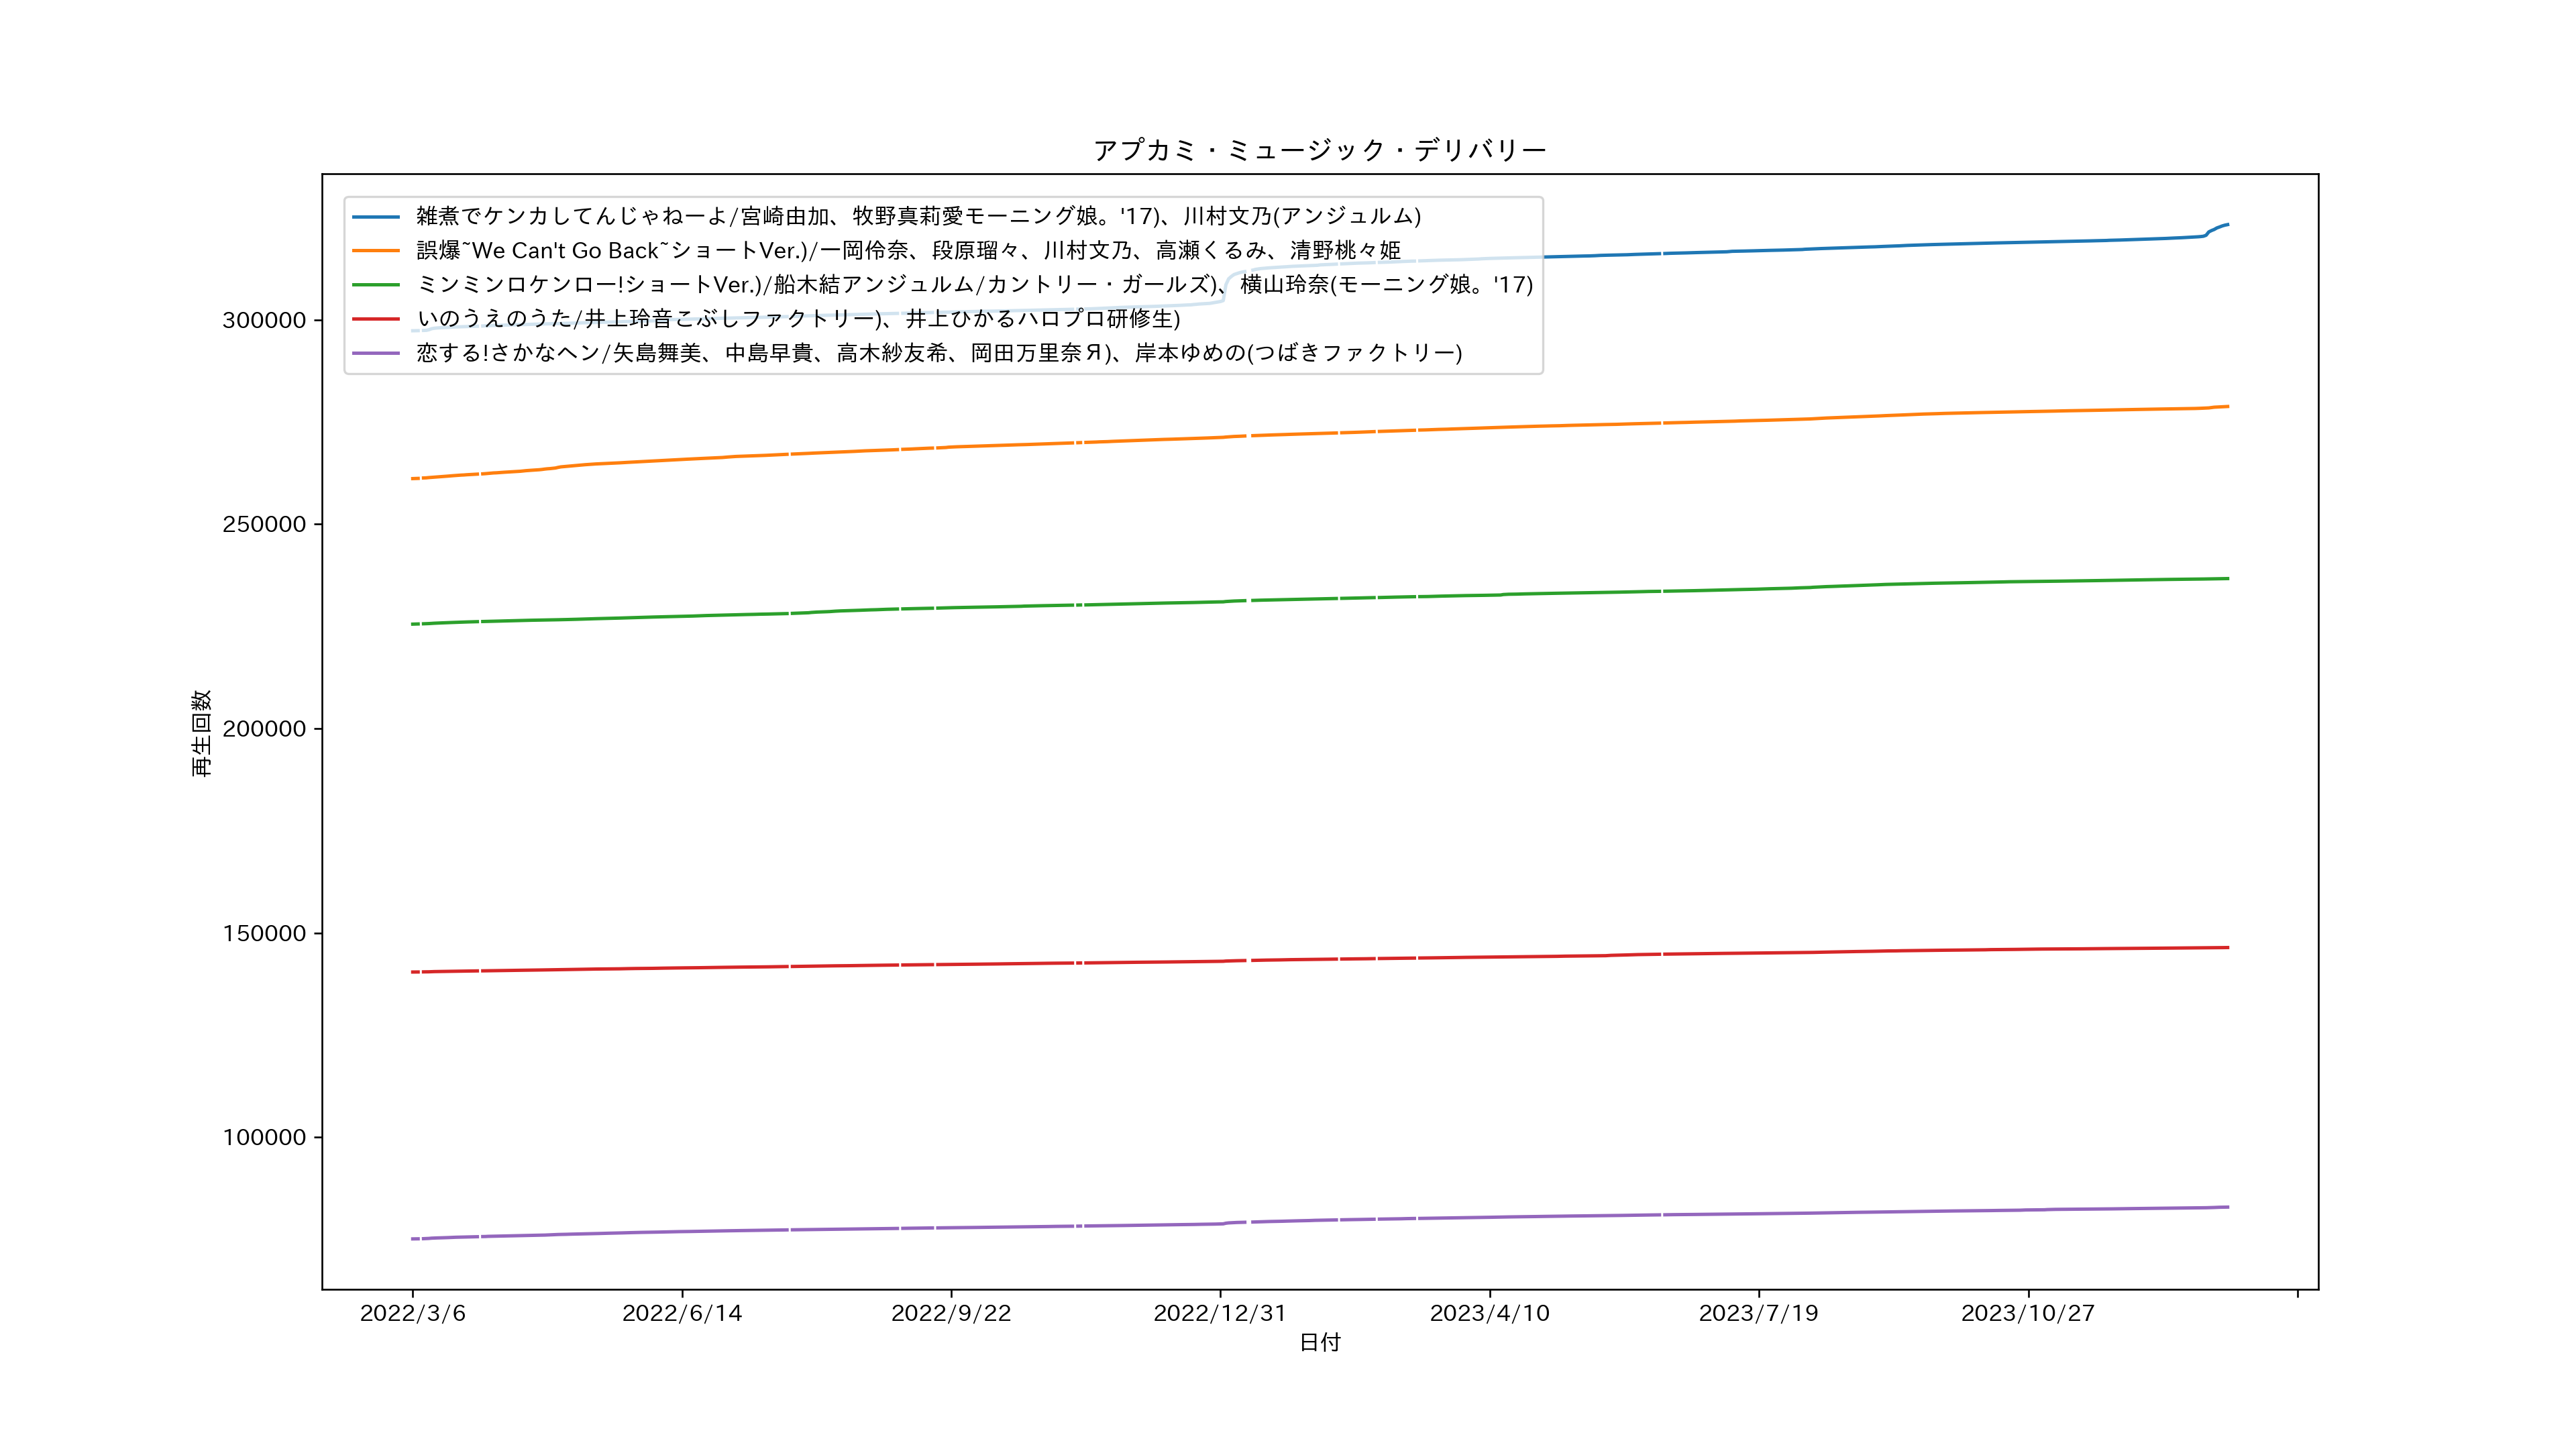 アプカミ・ミュージック・デリバリー
雑煮でケンカしてんじゃねーよ/宮崎由加、牧野真莉愛モーニング娘。'17)、川村文乃(アンジュルム)
誤爆~We Can't Go Back~ショートVer.)/一岡伶奈、段原瑠々、川村文乃、高瀬くるみ、清野桃々姫
ミンミンロケンロー!ショートVer.)/船木結アンジュルム/カントリー・ガールズ)、横山玲奈(モーニング娘。'17)
いのうえのうた/井上玲音こぶしファクトリー)、井上ひかるハロプロ研修生)
恋する!さかなヘン/矢島舞美、中島早貴、高木紗友希、岡田万里奈Я)、岸本ゆめの(つばきファクトリー)
300000
250000
200000
150000
100000
再生回数
2022/3/6
2022/6/14
2022/9/22
2022/12/31
2023/4/10
2023/7/19
2023/10/27
日付